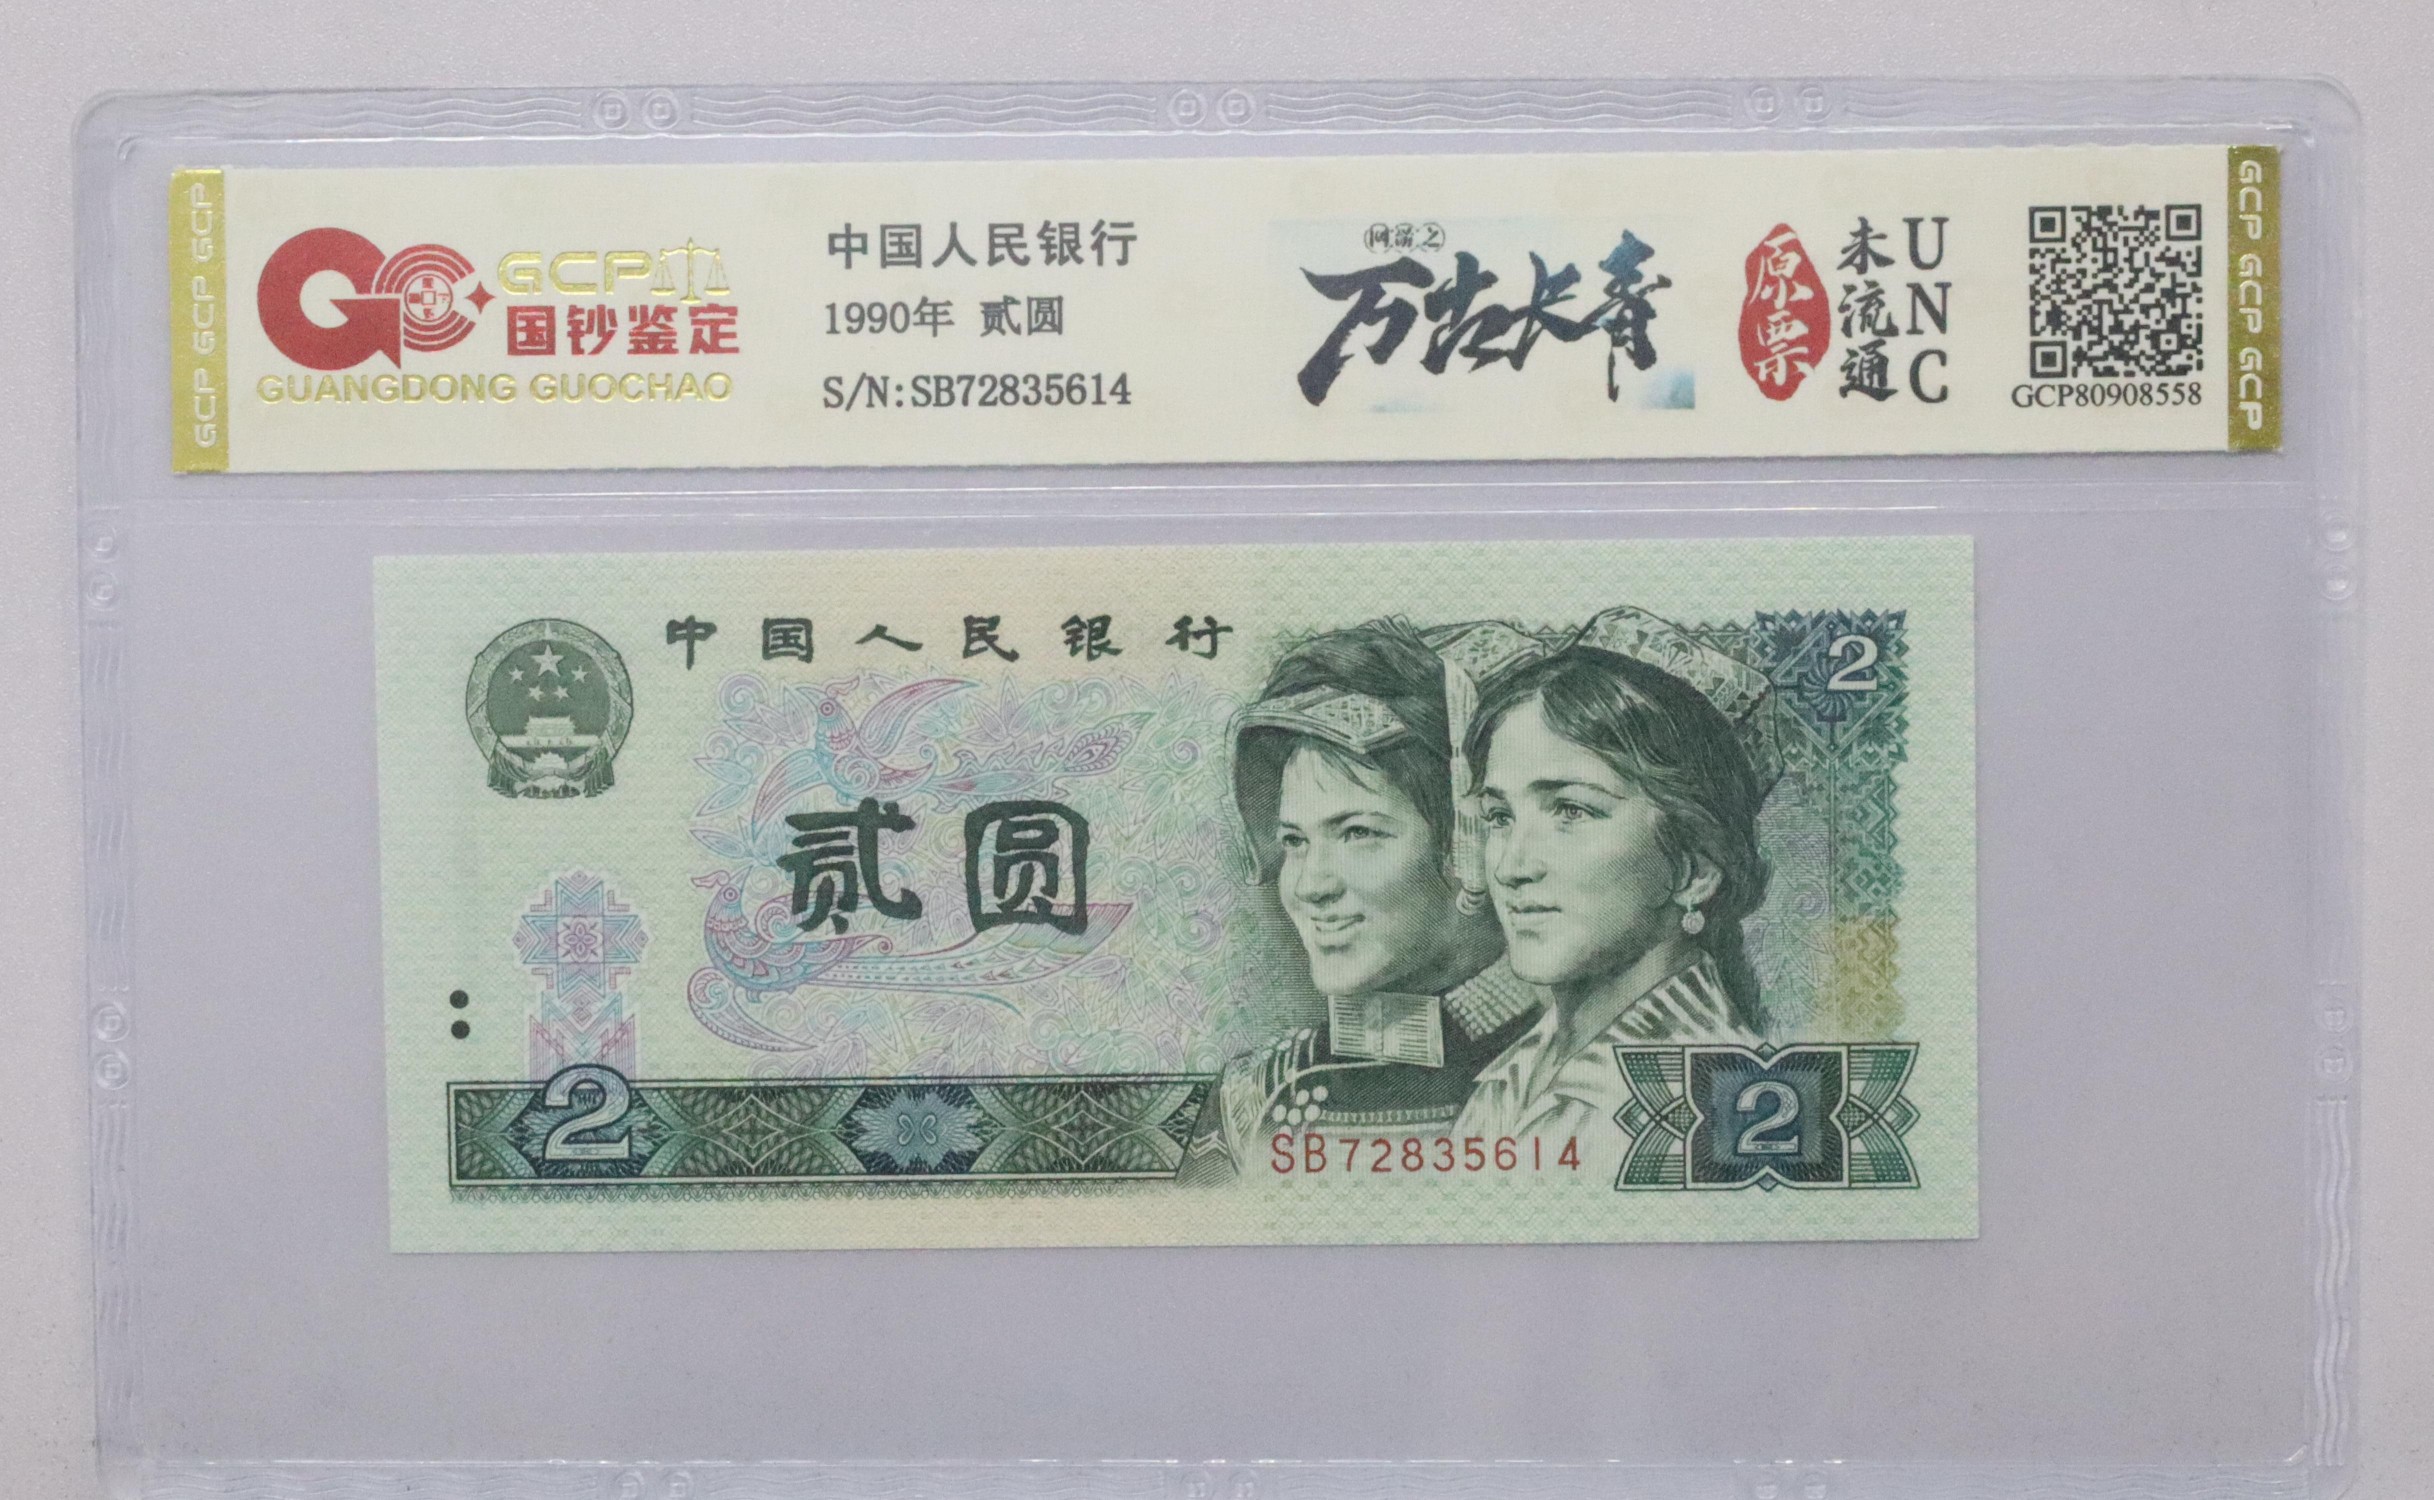 GCP GCP GCP
GCP
国钞鉴定
GUANGDONG GUOCHAO
中国人民银行
1990年 贰圆
S/N:SB72835614
万古长青
原票
未流通
UNC
GCP80908558
GCP GCP GCP
中国人民银行
2
贰圆
2
SB72835614
2